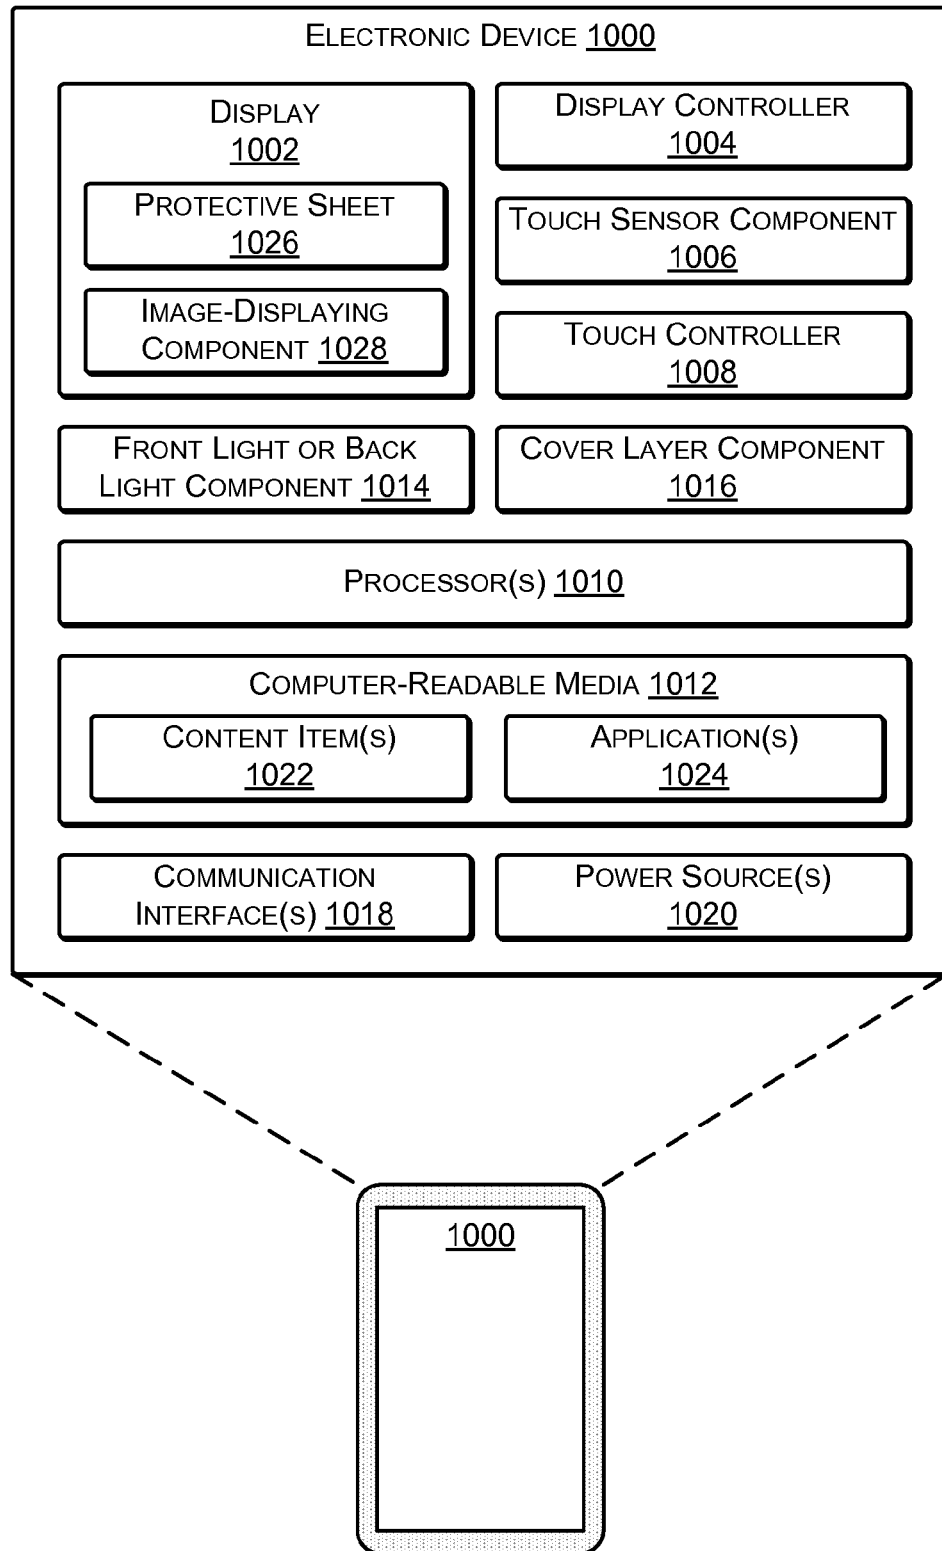 ELECTRONIC DEVICE 1000
DISPLAY
1002
PROTECTIVE SHEET
1026
IMAGE-DISPLAYING
COMPONENT 1028
DISPLAY CONTROLLER
1004
TOUCH SENSOR COMPONENT
1006
TOUCH CONTROLLER
1008
FRONT LIGHT OR BACK
LIGHT COMPONENT 1014
COVER LAYER COMPONENT
1016
PROCESSOR(S) 1010
COMPUTER-READABLE MEDIA 1012
CONTENT ITEM(S)
1022
APPLICATION(S)
1024
COMMUNICATION
INTERFACE(S) 1018
POWER SOURCE(S)
1020
1000